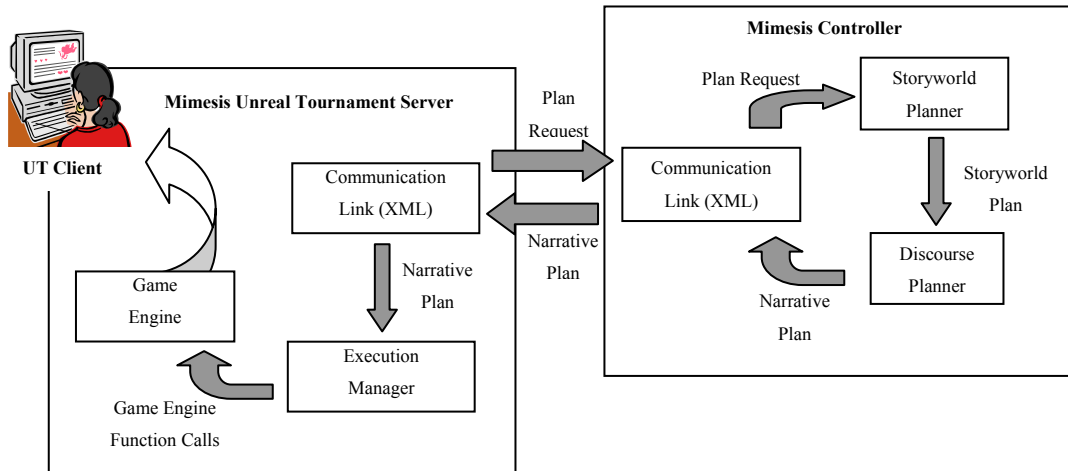 Mimesis Controller
Plan Request
Storyworld
Planner
Mimesis Unreal Tournament Server
Plan
Request
UT Client
Communication
Link (XML)
Communication
Link (XML)
Storyworld
Plan
Narrative
Plan
Discourse
Planner
Narrative
Plan
Narrative
Plan
Game
Engine
Execution
Manager
Game Engine
Function Calls